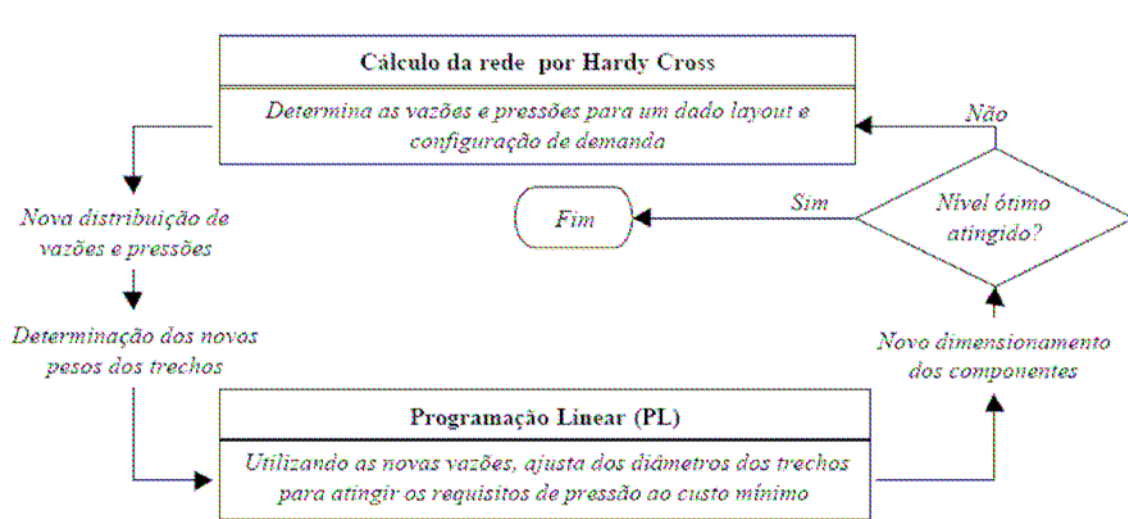 Cálculo da rede por Hardy Cross
Determina as vazões e pressões para um dado layout e
configuração de demanda
Não
Nova distribuição de
vazões e pressões
Fim
Sim
Nível ótimo
atingido?
Determinação dos novos
pesos dos trechos
Novo dimensionamento
dos componentes
Programação Linear (PL)
Utilizando as novas vazões, ajusta dos diâmetros dos trechos
para atingir os requisitos de pressão ao custo mínimo